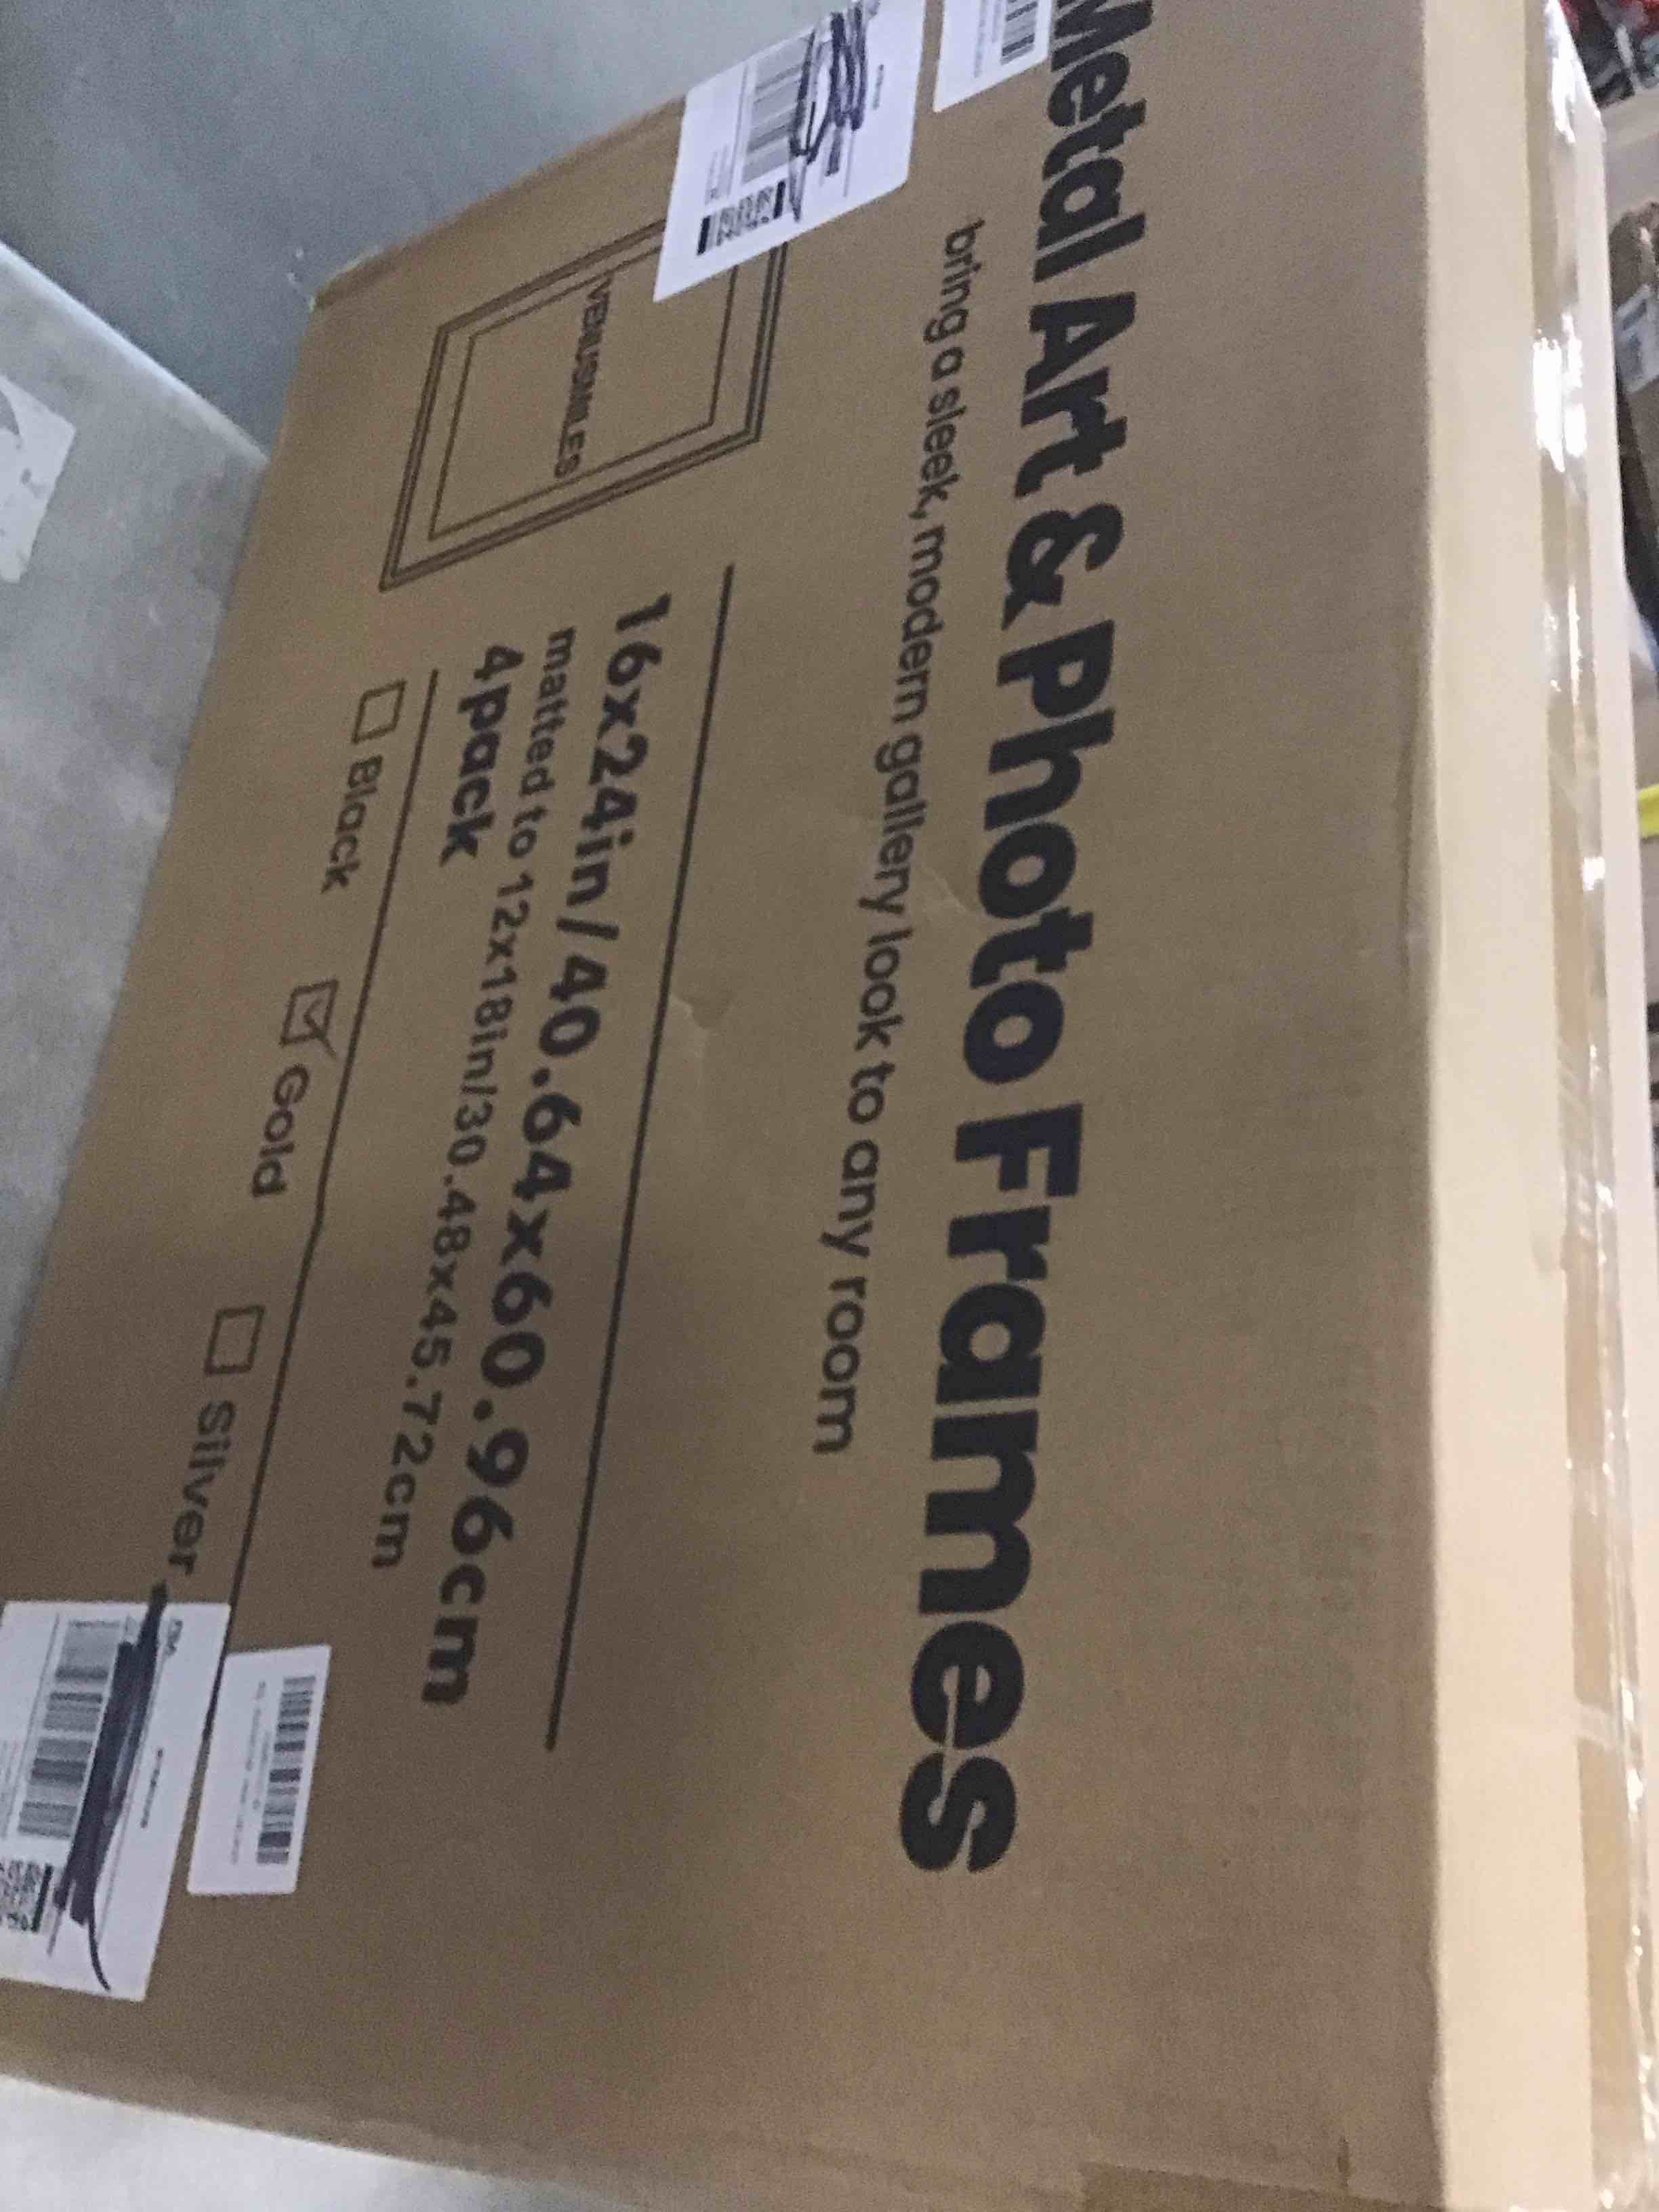 Metal Art & Photo Frames
bring a sleek, modern gallery look to any room
VENUSMILES
16x24in/40.64x60.96cm
matted to 12x18in/30.48x45.72cm
4pack
Black
Gold
Silver